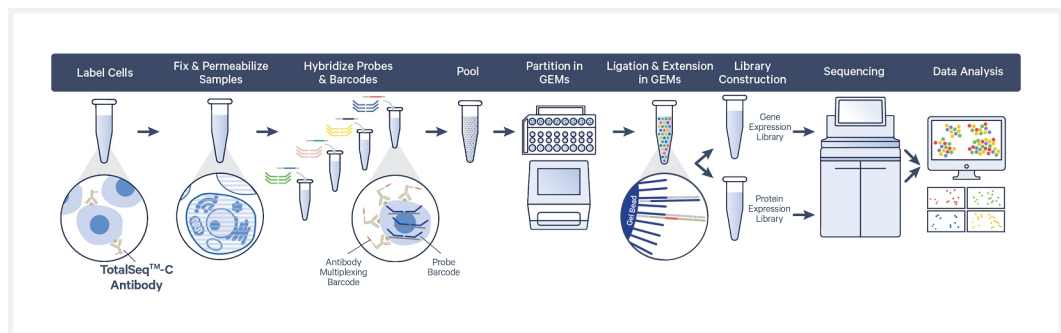 Label Cells
Fix & Permeabilize
Samples
Hybridize Probes
& Barcodes
Pool
Partition in
GEMs
Ligation & Extension
in GEMs
Library
Construction
Sequencing
Data Analysis
Gene
Expression
Library
Protein
Expression
Library
Gel Bead
Antibody
Multiplexing
Barcode
Probe
Barcode
TotalSeq™-C
Antibody